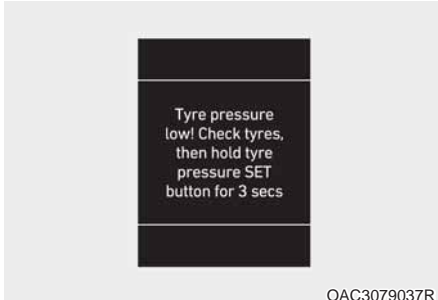 Tyre pressure
low! Check tyres,
then hold tyre
pressure SET
button for 3 secs
OAC3079037R